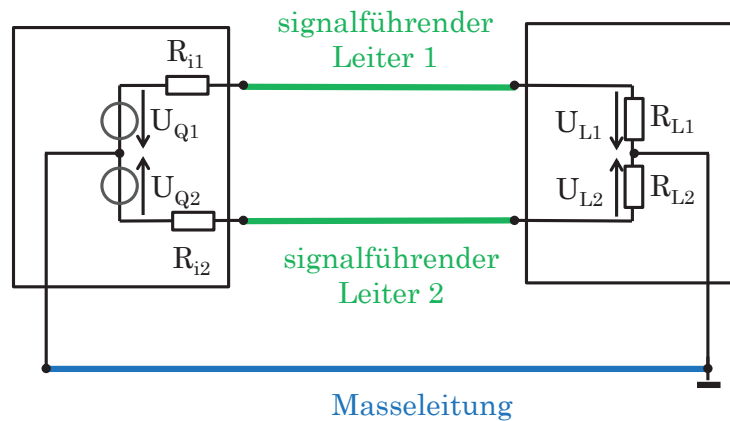 signalführender
Leiter 1
R_i1
U_Q1
U_L1
R_L1
U_Q2
U_L2
R_L2
R_i2
signalführender
Leiter 2
Masseleitung